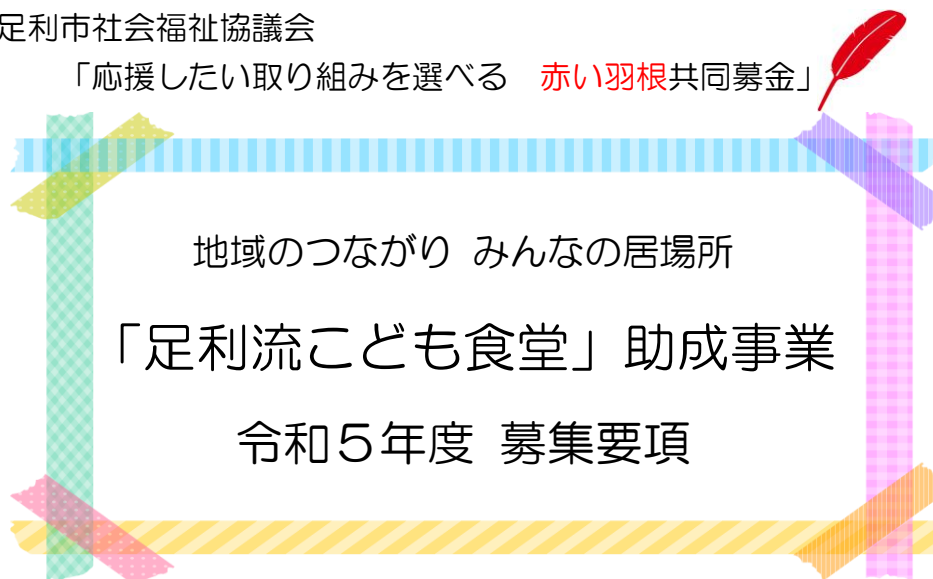 足利市社会福祉協議会
「応援したい取り組みを選べる　赤い羽根共同募金」
地域のつながり みんなの居場所
「足利流こども食堂」助成事業
令和５年度 募集要項